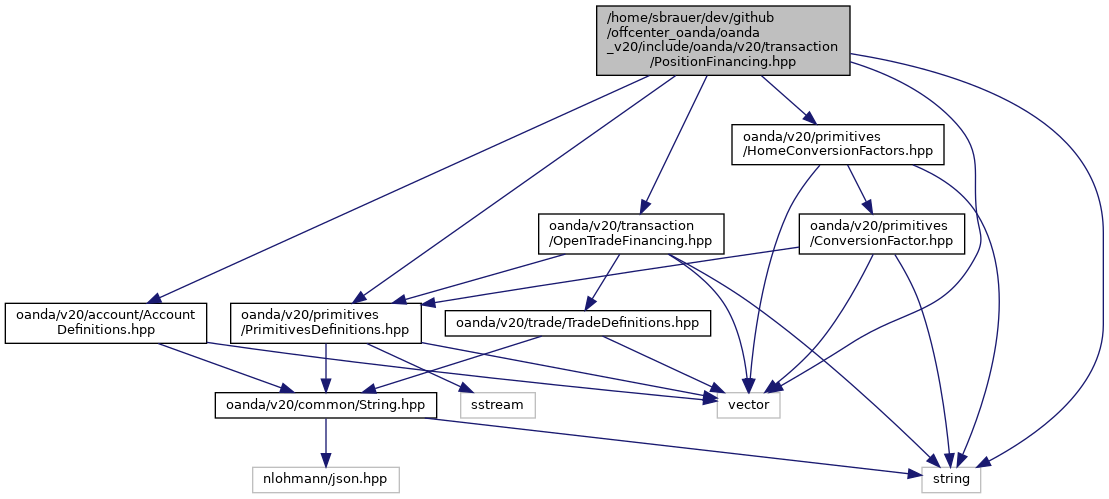 /home/sbrauer/dev/github
/offcenter_oanda/oanda
_v20/include/oanda/v20/transaction
/PositionFinancing.hpp
oanda/v20/primitives
/HomeConversionFactors.hpp
oanda/v20/transaction
/OpenTradeFinancing.hpp
oanda/v20/primitives
/ConversionFactor.hpp
oanda/v20/account/Account
Definitions.hpp
oanda/v20/primitives
/PrimitivesDefinitions.hpp
oanda/v20/trade/TradeDefinitions.hpp
oanda/v20/common/String.hpp
sstream
vector
nlohmann/json.hpp
string